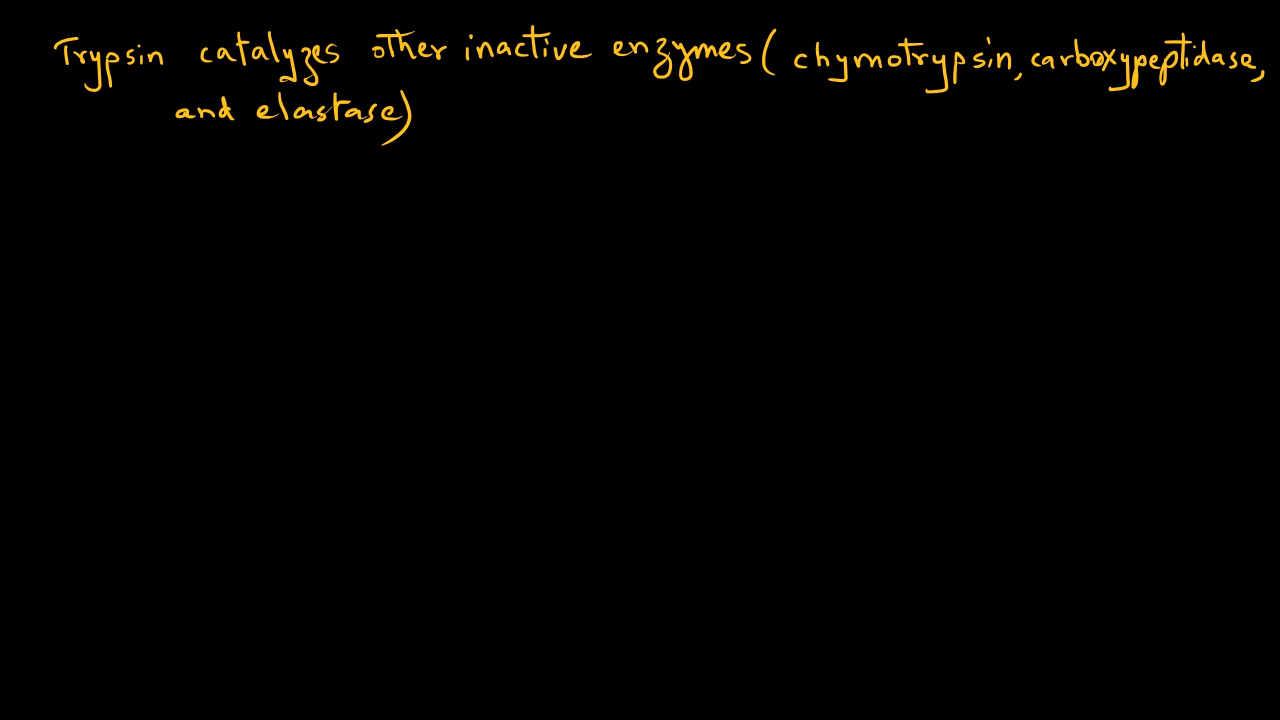 Trypsin catalyzes other inactive enzymes ( chymotrypsin, carboxypeptidase,
and elastase)